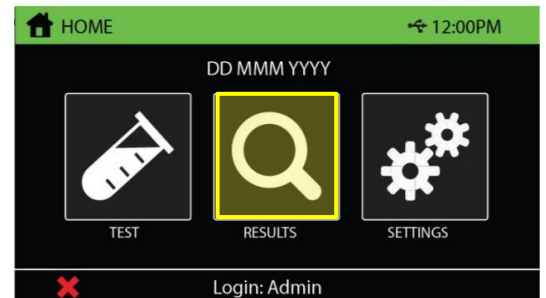 HOME 12:00PM
DD MMM YYYY
TEST RESULTS SETTINGS
Login: Admin